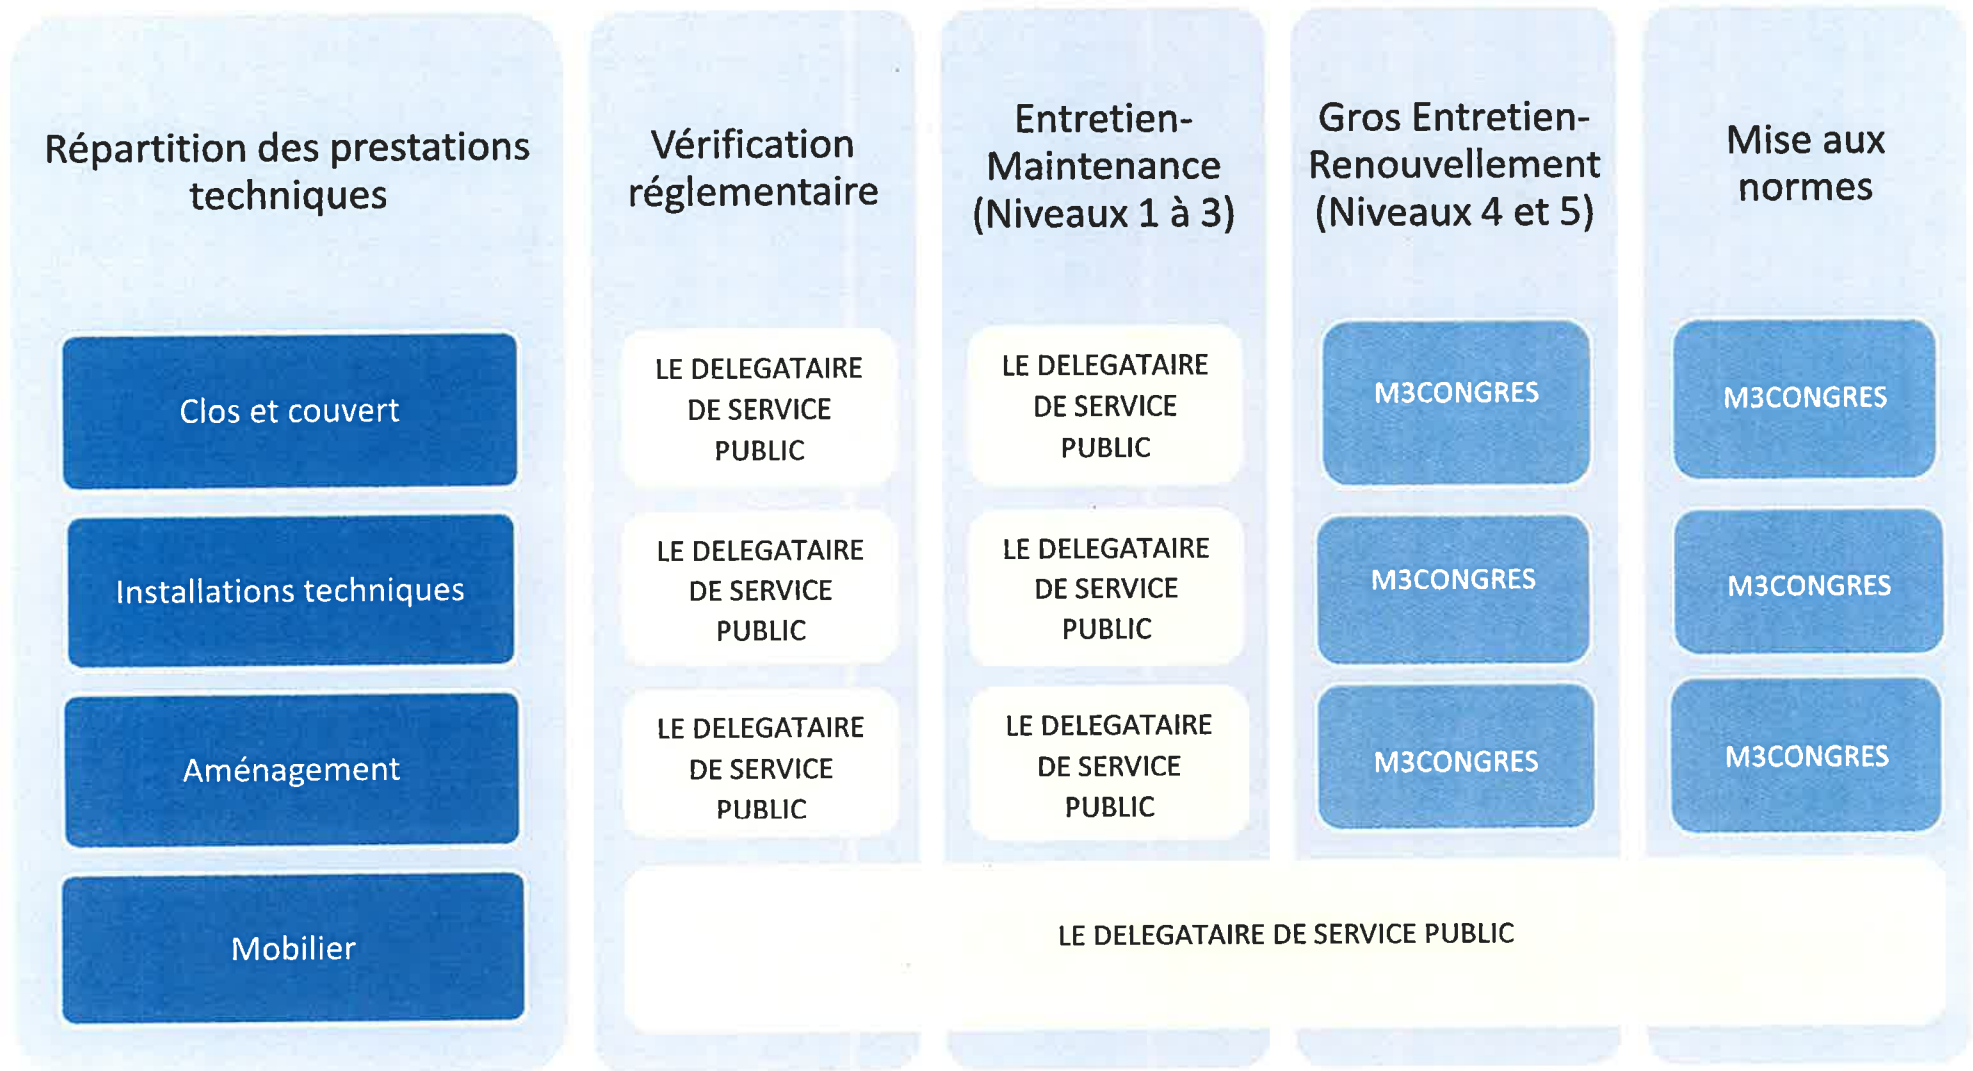 Répartition des prestations
techniques
Vérification
réglementaire
Entretien-
Maintenance
(Niveaux 1 à 3)
Gros Entretien-
Renouvellement
(Niveaux 4 et 5)
Mise aux
normes
Clos et couvert
LE DELEGATAIRE
DE SERVICE
PUBLIC
LE DELEGATAIRE
DE SERVICE
PUBLIC
M3CONGRES
M3CONGRES
Installations techniques
LE DELEGATAIRE
DE SERVICE
PUBLIC
LE DELEGATAIRE
DE SERVICE
PUBLIC
M3CONGRES
M3CONGRES
Aménagement
LE DELEGATAIRE
DE SERVICE
PUBLIC
LE DELEGATAIRE
DE SERVICE
PUBLIC
M3CONGRES
M3CONGRES
Mobilier
LE DELEGATAIRE DE SERVICE PUBLIC